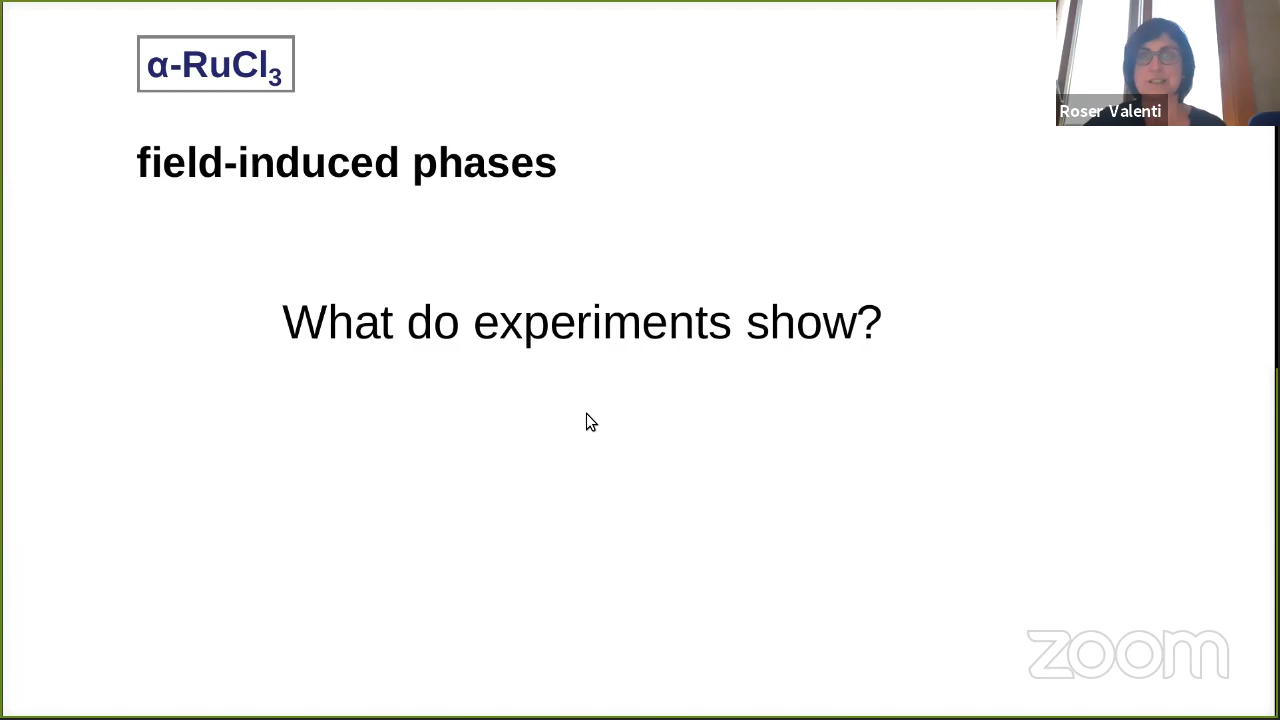 α-RuCl₃
Roser Valenti
field-induced phases
What do experiments show?
zoom